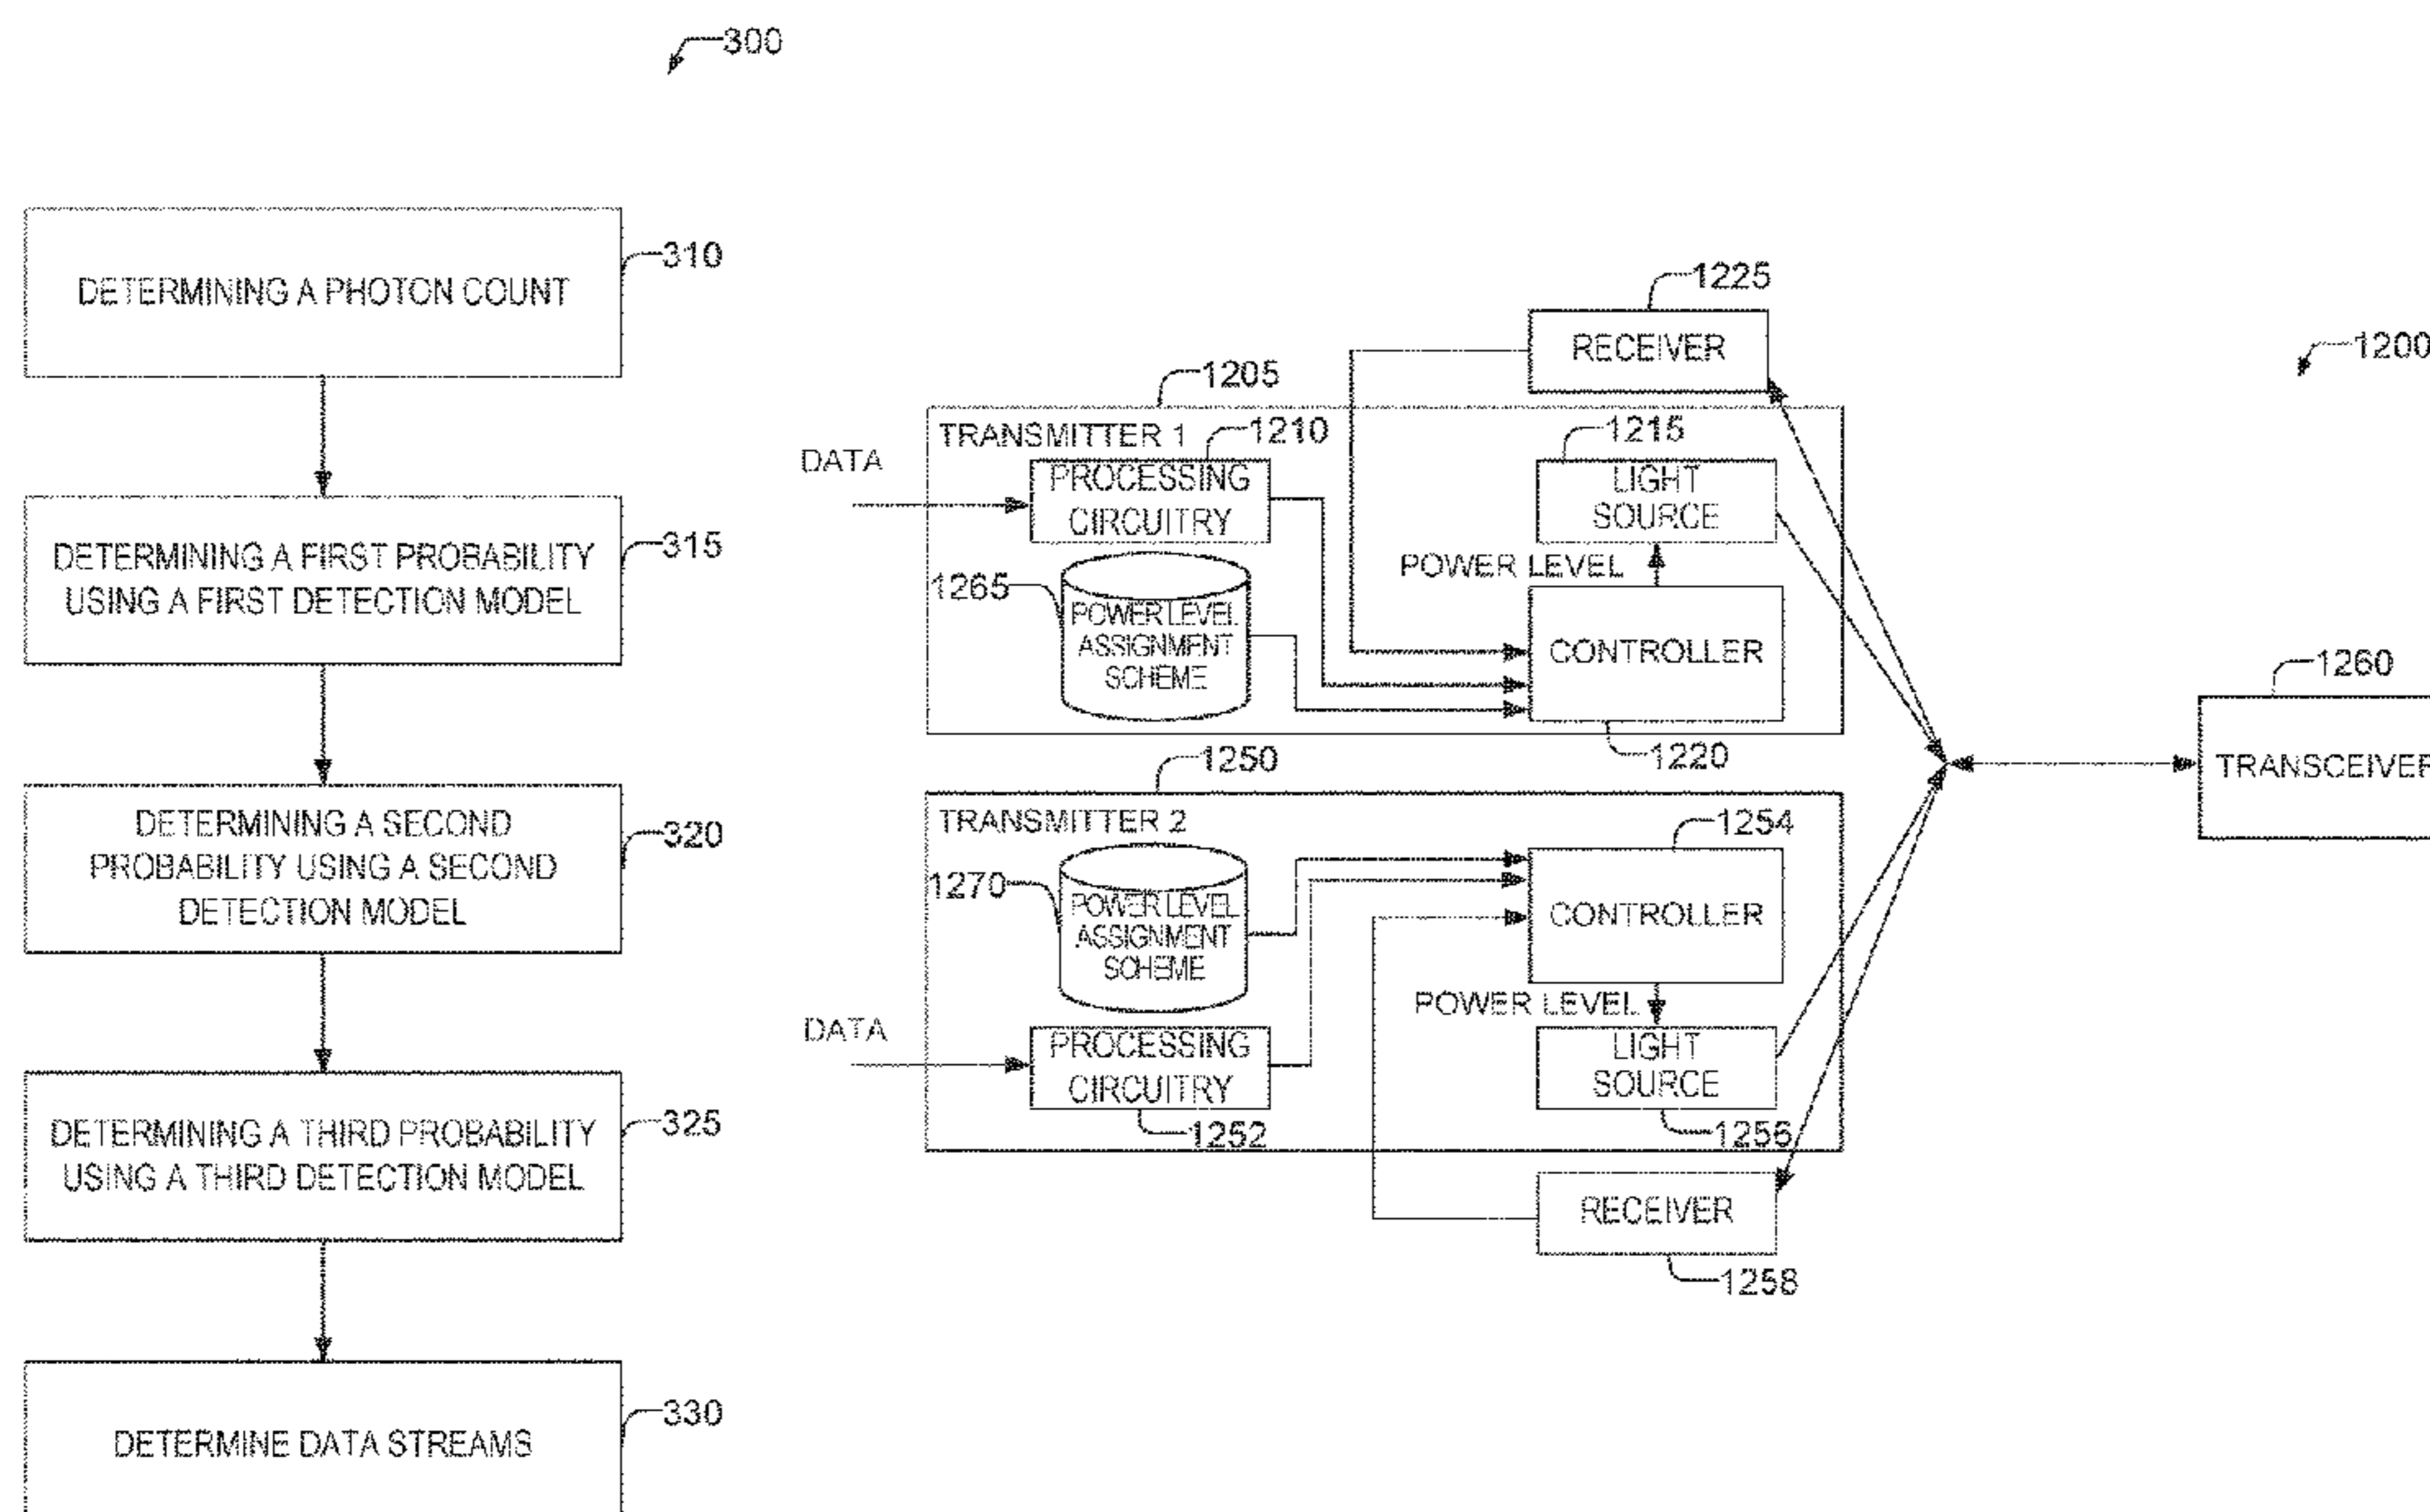 300
DETERMINING A PHOTON COUNT
310
DETERMINING A FIRST PROBABILITY
USING A FIRST DETECTION MODEL
315
DETERMINING A SECOND
PROBABILITY USING A SECOND
DETECTION MODEL
320
DETERMINING A THIRD PROBABILITY
USING A THIRD DETECTION MODEL
325
DETERMINE DATA STREAMS
330
1200
1225
RECEIVER
1205
TRANSMITTER 1
1210
DATA
PROCESSING
CIRCUITRY
1215
LIGHT
SOURCE
POWER LEVEL
1265
POWER LEVEL
ASSIGNMENT
SCHEME
CONTROLLER
1220
1260
TRANSCEIVER
1250
TRANSMITTER 2
1254
1270
POWER LEVEL
ASSIGNMENT
SCHEME
CONTROLLER
POWER LEVEL
DATA
PROCESSING
CIRCUITRY
1252
LIGHT
SOURCE
1256
RECEIVER
1258